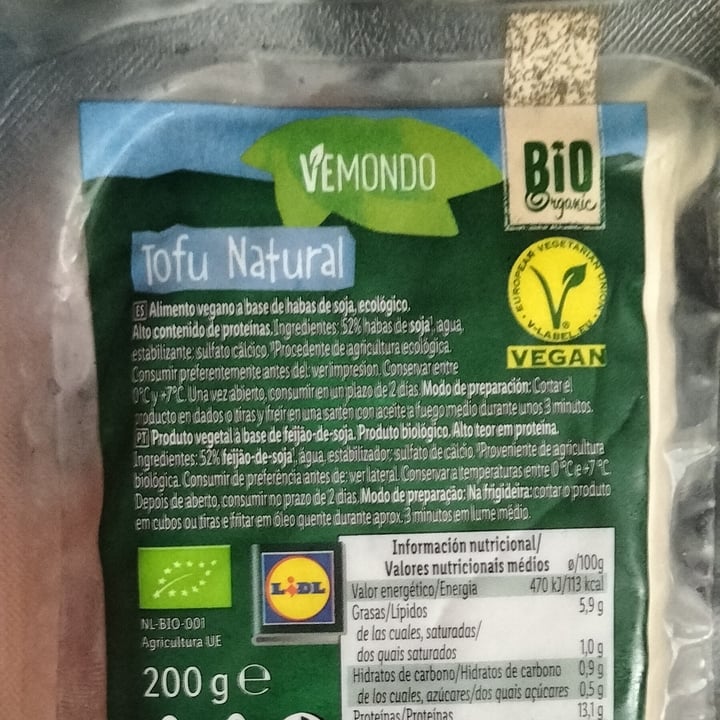 VEMONDO
BIO
Organic
Tofu Natural
EUROPEAN VEGETARIAN UNION
V-LABEL.EU
VEGAN
ES Alimento vegano a base de habas de soja, ecológico.
Alto contenido de proteínas. Ingredientes: 52% habas de soja¹, agua,
estabilizante: sulfato cálcico. ¹Procedente de agricultura ecológica.
Consumir preferentemente antes del: ver impresión. Conservar entre
0°C y +7°C. Una vez abierto, consumir en un plazo de 2 días. Modo de preparación: Cortar el
producto en dados o tiras y freír en una sartén con aceite a fuego medio durante unos 3 minutos.
PT Produto vegetal à base de feijão-de-soja. Produto biológico. Alto teor em proteína.
Ingredientes: 52% feijão-de-soja¹, água, estabilizador: sulfato de cálcio. ¹Proveniente de agricultura
biológica. Consumir de preferência antes de: ver lateral. Conservar a temperaturas entre 0 °C e +7 °C.
Depois de aberto, consumir no prazo de 2 dias. Modo de preparação: Na frigideira: cortar o produto
em cubos ou tiras e fritar em óleo quente durante aprox. 3 minutos em lume médio.
NL-BIO-001
Agricultura UE
LIDL
200 g e
Información nutricional/
Valores nutricionais médios ø/100g
Valor energético/Energia 470 kJ/113 kcal
Grasas/Lípidos 5,9 g
de las cuales, saturadas/
dos quais saturados 1,0 g
Hidratos de carbono/Hidratos de carbono 0,9 g
de los cuales, azúcares/dos quais açúcares 0,5 g
Proteínas/Proteínas 13,1 g